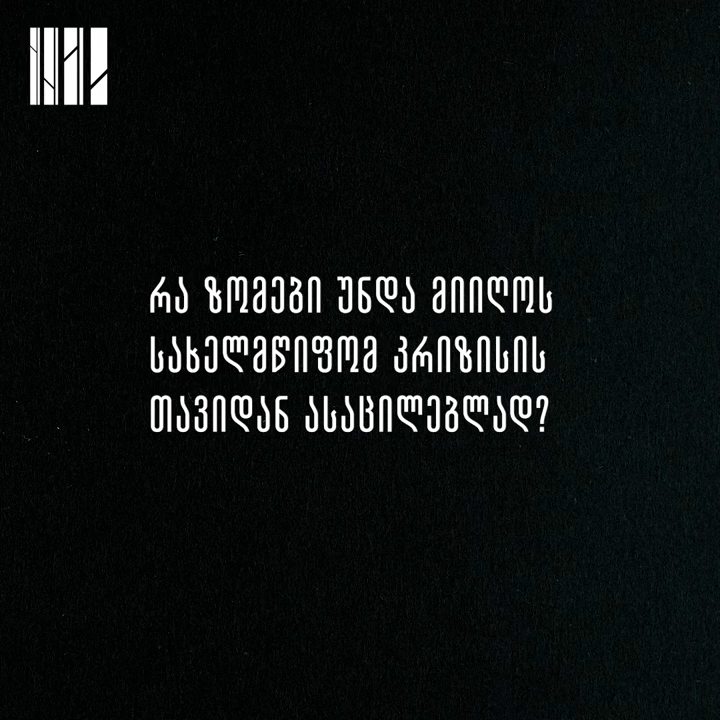 რა ზომები უნდა მიიღოს
სახელმწიფომ კრიზისის
თავიდან ასაცილებლად?